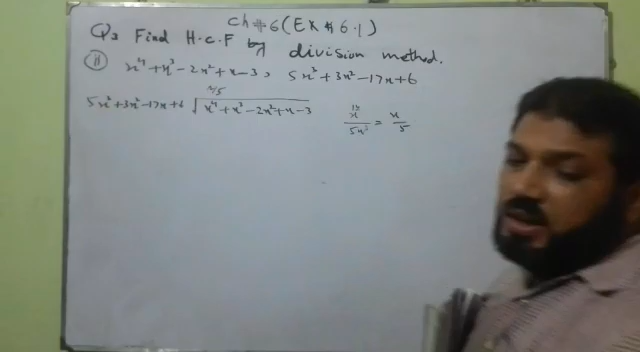 Ch # 6 (Ex # 6.1)
Q3 Find H.C.F by division method.
(ii) x⁴ + x³ - 2x² + x - 3, 5x³ + 3x² - 17x + 6
x/5
5x³ + 3x² - 17x + 6 √ x⁴ + x³ - 2x² + x - 3
x⁴/5x³ = x/5